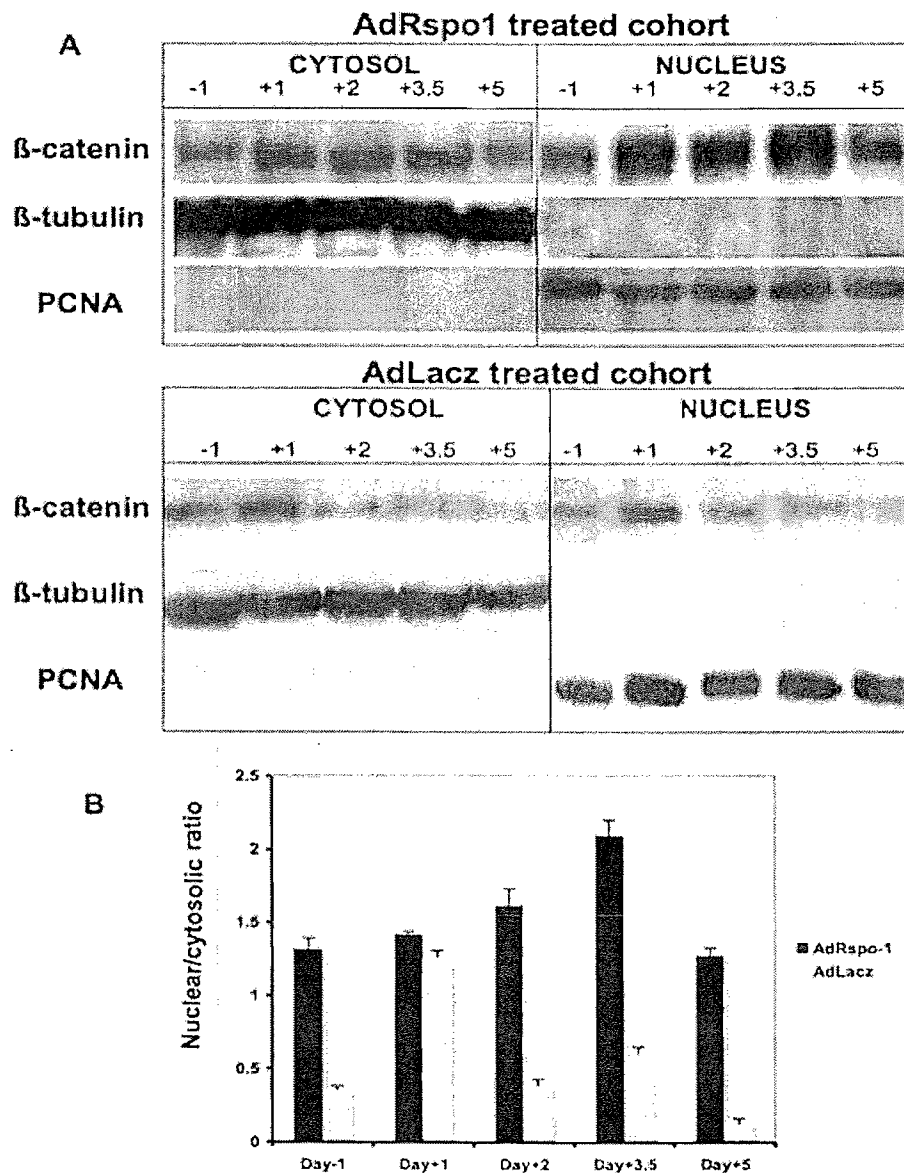 A
AdRspo1 treated cohort
CYTOSOL NUCLEUS
-1 +1 +2 +3.5 +5 -1 +1 +2 +3.5 +5
ß-catenin
ß-tubulin
PCNA
AdLacz treated cohort
CYTOSOL NUCLEUS
-1 +1 +2 +3.5 +5 -1 +1 +2 +3.5 +5
ß-catenin
ß-tubulin
PCNA
B
Nuclear/cytosolic ratio
2.5
2
1.5
1
0.5
0
AdRspo-1
AdLacz
Day-1 Day+1 Day+2 Day+3.5 Day+5